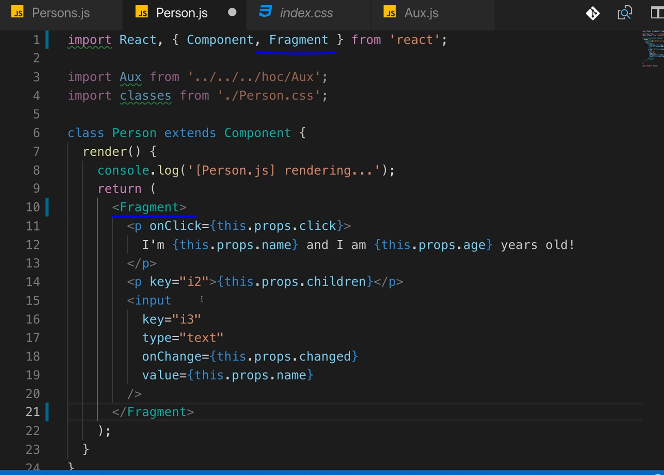 JS Persons.js JS Person.js index.css JS Aux.js
1 import React, { Component, Fragment } from 'react';
2
3 import Aux from '../../../hoc/Aux';
4 import classes from './Person.css';
5
6 class Person extends Component {
7 render() {
8 console.log('[Person.js] rendering...');
9 return (
10 <Fragment>
11 <p onClick={this.props.click}>
12 I'm {this.props.name} and I am {this.props.age} years old!
13 </p>
14 <p key="i2">{this.props.children}</p>
15 <input
16 key="i3"
17 type="text"
18 onChange={this.props.changed}
19 value={this.props.name}
20 />
21 </Fragment>
22 );
23 }
24 }